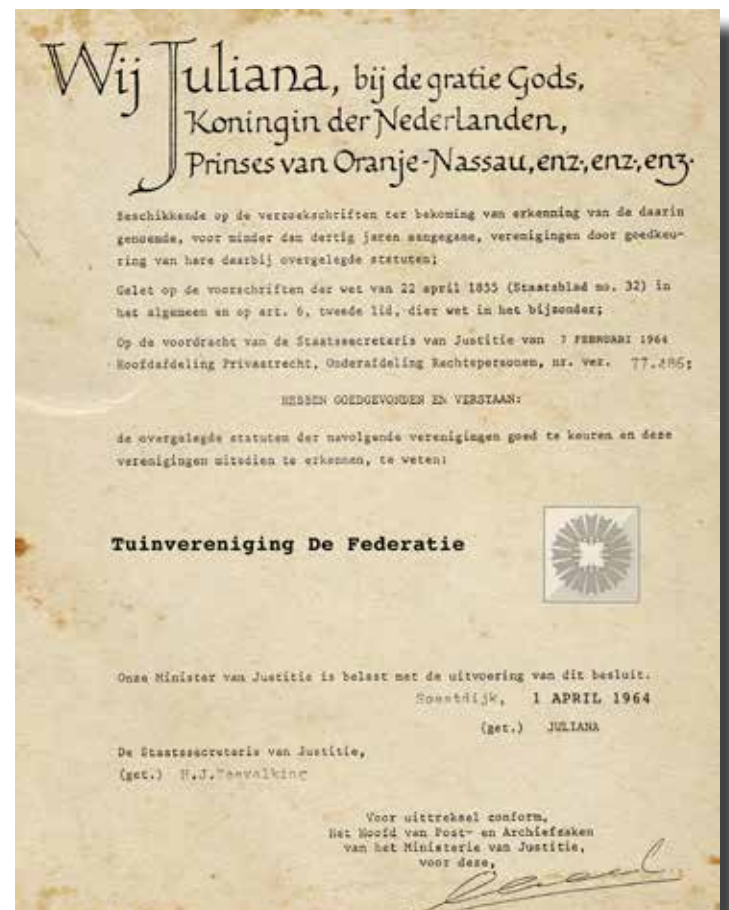 Wij Juliana, bij de gratie Gods,
Koningin der Nederlanden,
Prinses van Oranje-Nassau, enz., enz., enz.
Beschikkende op de verzoekschriften ter bekoming van erkenning van de daarin
genoemde, voor minder dan dertig jaren aangegane, verenigingen door goedkeu-
ring van hare daarbij overgelegde statuten;
Gelet op de voorschriften der wet van 22 april 1855 (Staatsblad no. 32) in
het algemeen en op art. 6, tweede lid, dier wet in het bijzonder;
Op de voordracht van de Staatssecretaris van Justitie van 7 FEBRUARI 1964
Hoofdafdeling Privaatrecht, Onderafdeling Rechtspersonen, nr. ver. 77.486;
HEBBEN GOEDGEVONDEN EN VERSTAAN:
de overgelegde statuten der navolgende verenigingen goed te keuren en deze
verenigingen mitsdien te erkennen, te weten:
Tuinvereniging De Federatie
Onze Minister van Justitie is belast met de uitvoering van dit besluit.
Soestdijk, 1 APRIL 1964
(get.) JULIANA
De Staatssecretaris van Justitie,
(get.) H.J.
Voor uittreksel conform,
Het Hoofd van Post- en Archiefzaken
van het Ministerie van Justitie,
voor deze,